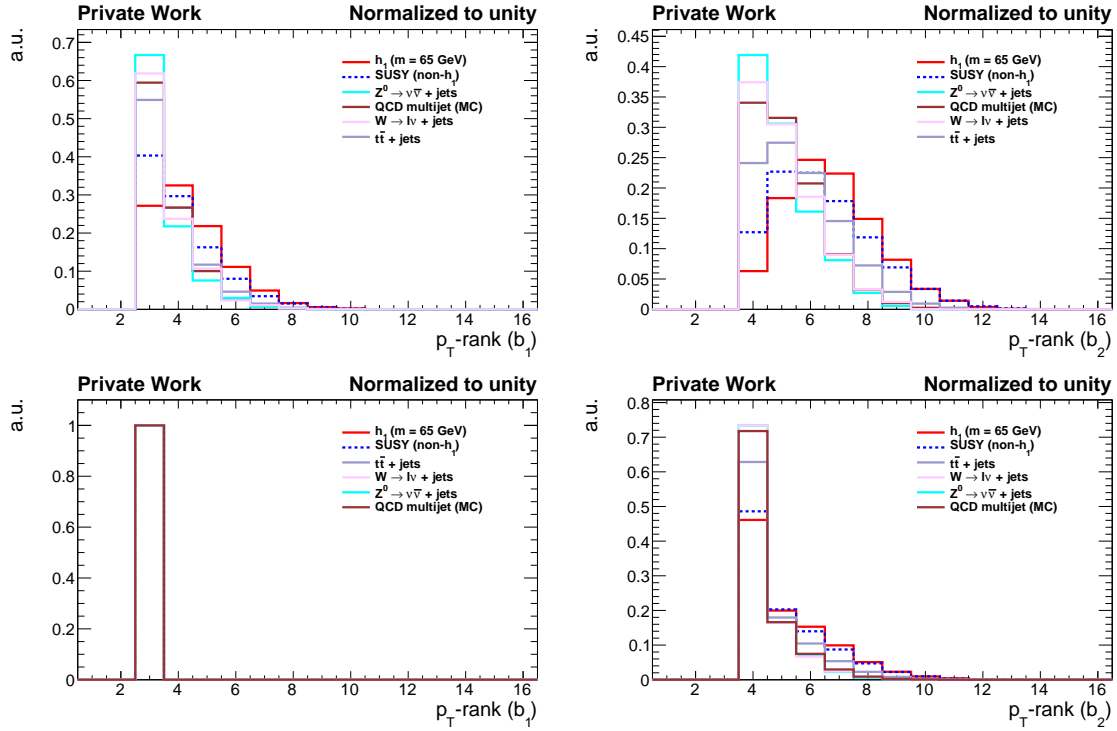 Private Work Normalized to unity
a.u.
0.7
0.6
0.5
0.4
0.3
0.2
0.1
0
h₁ (m = 65 GeV)
SUSY (non-h₁)
Z⁰ → νν̅ + jets
QCD multijet (MC)
W → lν + jets
tt̅ + jets
2 4 6 8 10 12 14 16
p_T-rank (b₁)
Private Work Normalized to unity
a.u.
0.45
0.4
0.35
0.3
0.25
0.2
0.15
0.1
0.05
0
h₁ (m = 65 GeV)
SUSY (non-h₁)
Z⁰ → νν̅ + jets
QCD multijet (MC)
W → lν + jets
tt̅ + jets
2 4 6 8 10 12 14 16
p_T-rank (b₂)
Private Work Normalized to unity
a.u.
1
0.8
0.6
0.4
0.2
0
h₁ (m = 65 GeV)
SUSY (non-h₁)
tt̅ + jets
W → lν + jets
Z⁰ → νν̅ + jets
QCD multijet (MC)
2 4 6 8 10 12 14 16
p_T-rank (b₁)
Private Work Normalized to unity
a.u.
0.8
0.7
0.6
0.5
0.4
0.3
0.2
0.1
0
h₁ (m = 65 GeV)
SUSY (non-h₁)
tt̅ + jets
W → lν + jets
Z⁰ → νν̅ + jets
QCD multijet (MC)
2 4 6 8 10 12 14 16
p_T-rank (b₂)